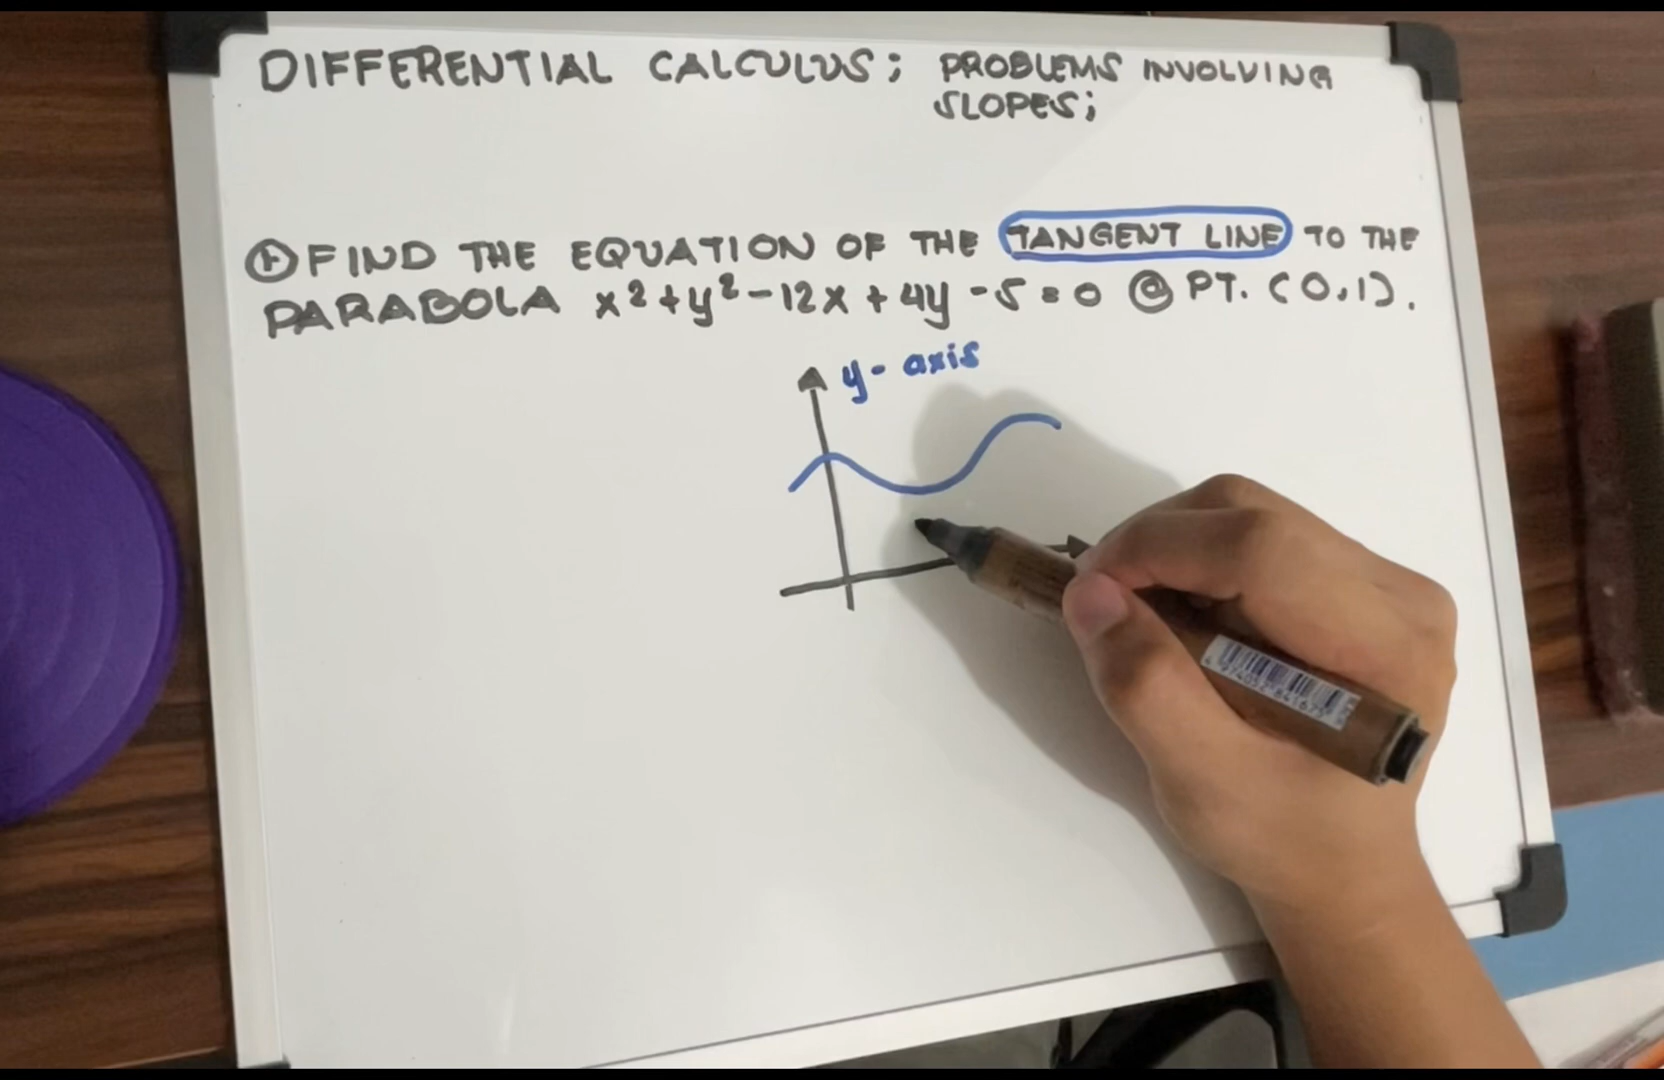 DIFFERENTIAL CALCULUS; PROBLEMS INVOLVING
SLOPES;
① FIND THE EQUATION OF THE TANGENT LINE TO THE
PARABOLA x²+y²-12x+4y-5=0 @ PT. (0,1).
y-axis